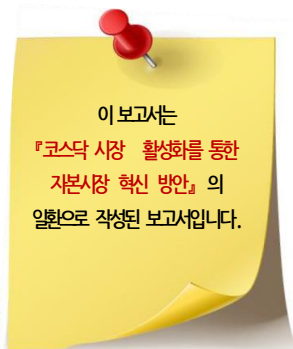 이 보고서는
『코스닥 시장 활성화를 통한
자본시장 혁신 방안』의
일환으로 작성된 보고서입니다.